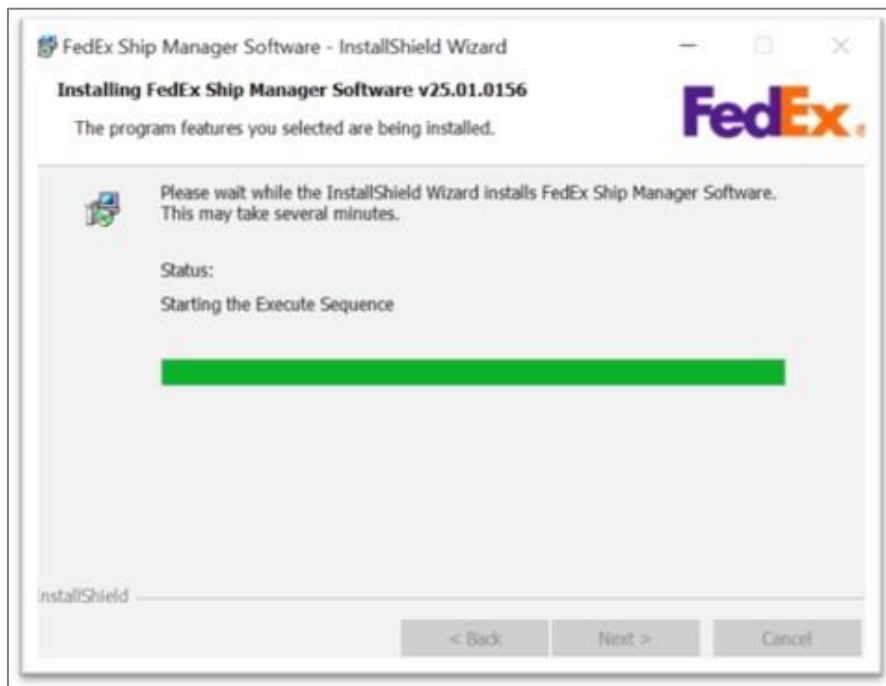 FedEx Ship Manager Software - InstallShield Wizard
Installing FedEx Ship Manager Software v25.01.0156
The program features you selected are being installed.
FedEx®
Please wait while the InstallShield Wizard installs FedEx Ship Manager Software.
This may take several minutes.
Status:
Starting the Execute Sequence
InstallShield
< Back
Next >
Cancel